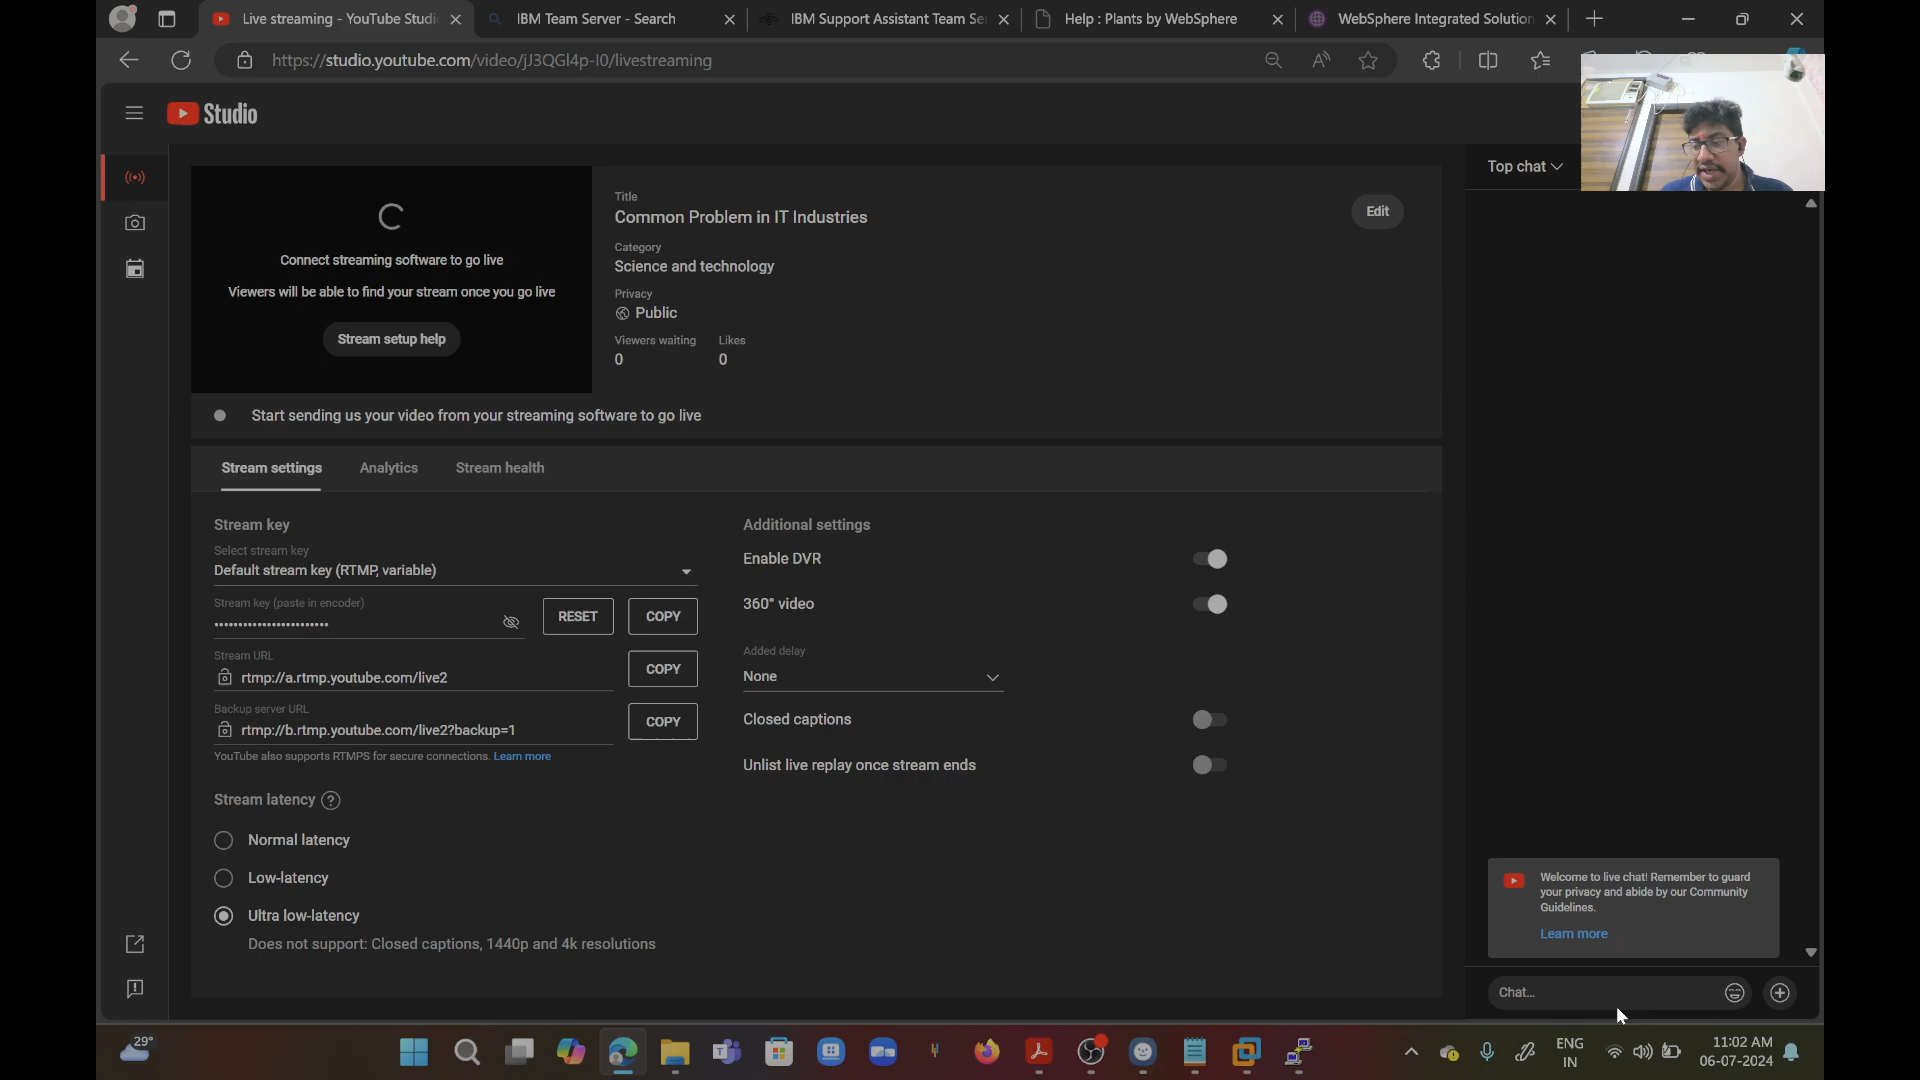 Live streaming - YouTube Studi
IBM Team Server - Search
IBM Support Assistant Team Se
Help : Plants by WebSphere
WebSphere Integrated Solution
https://studio.youtube.com/video/jJ3QGl4p-I0/livestreaming
Studio
Top chat
Connect streaming software to go live
Viewers will be able to find your stream once you go live
Stream setup help
Title
Common Problem in IT Industries
Edit
Category
Science and technology
Privacy
Public
Viewers waiting
Likes
0
0
Start sending us your video from your streaming software to go live
Stream settings
Analytics
Stream health
Stream key
Select stream key
Default stream key (RTMP, variable)
Stream key (paste in encoder)
••••••••••••••••••••••••
RESET
COPY
Stream URL
rtmp://a.rtmp.youtube.com/live2
COPY
Backup server URL
rtmp://b.rtmp.youtube.com/live2?backup=1
COPY
YouTube also supports RTMPS for secure connections. Learn more
Stream latency
Normal latency
Low-latency
Ultra low-latency
Does not support: Closed captions, 1440p and 4k resolutions
Additional settings
Enable DVR
360° video
Added delay
None
Closed captions
Unlist live replay once stream ends
Welcome to live chat! Remember to guard
your privacy and abide by our Community
Guidelines.
Learn more
Chat...
29°
ENG
IN
11:02 AM
06-07-2024